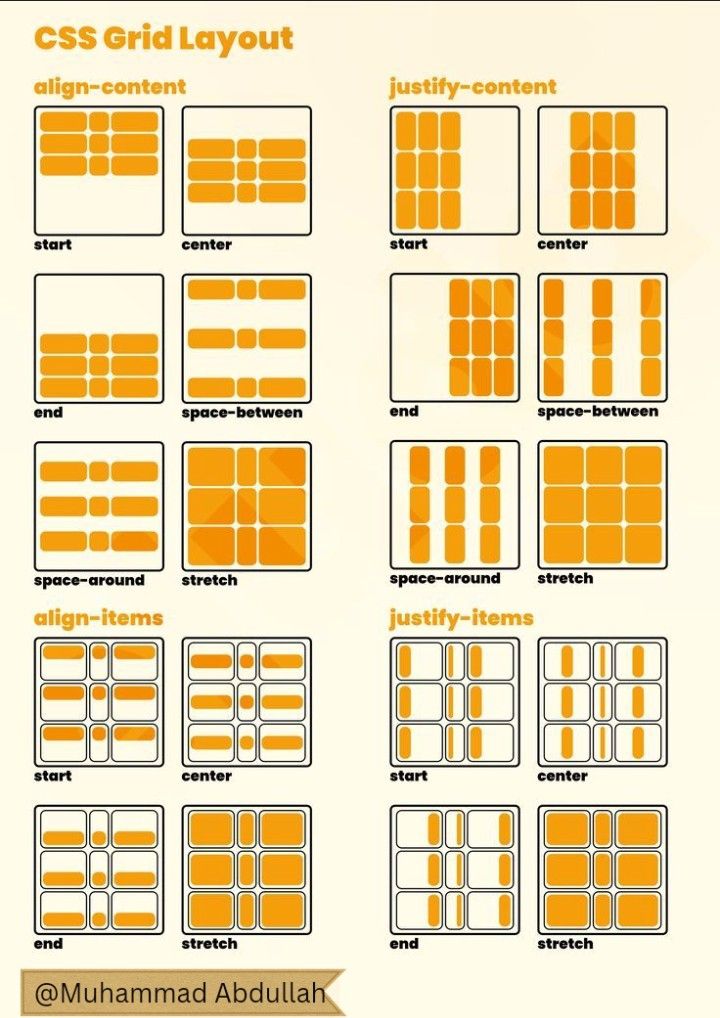 CSS Grid Layout
align-content
justify-content
start
center
start
center
end
space-between
end
space-between
space-around
stretch
space-around
stretch
align-items
justify-items
start
center
start
center
end
stretch
end
stretch
@Muhammad Abdullah